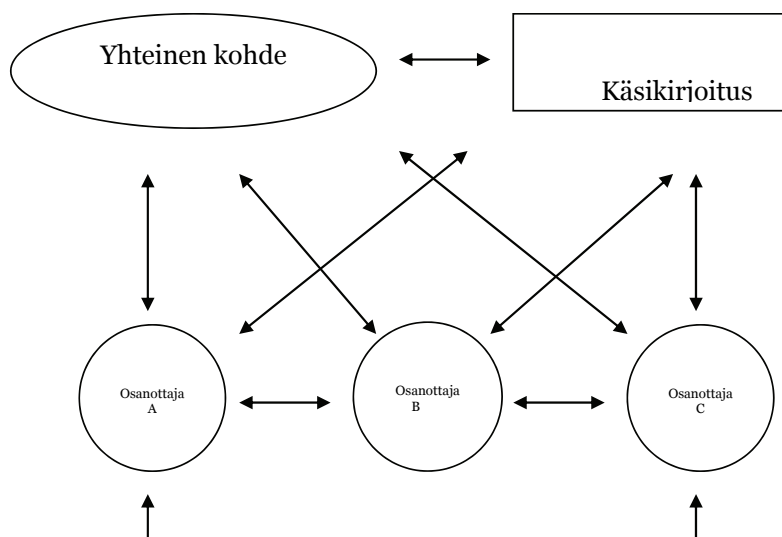 Yhteinen kohde
Käsikirjoitus
Osanottaja
A
Osanottaja
B
Osanottaja
C